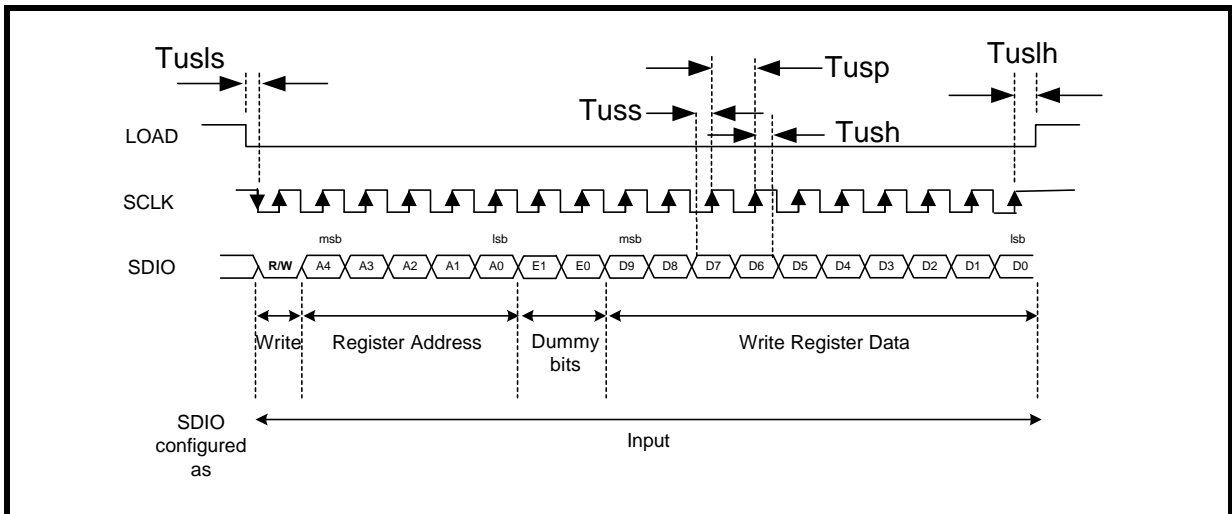 Tusls
Tuslh
Tusp
Tuss
Tush
LOAD
SCLK
msb lsb msb lsb
SDIO R/W A4 A3 A2 A1 A0 E1 E0 D9 D8 D7 D6 D5 D4 D3 D2 D1 D0
Write Register Address Dummy Write Register Data
bits
SDIO
configured
as
Input